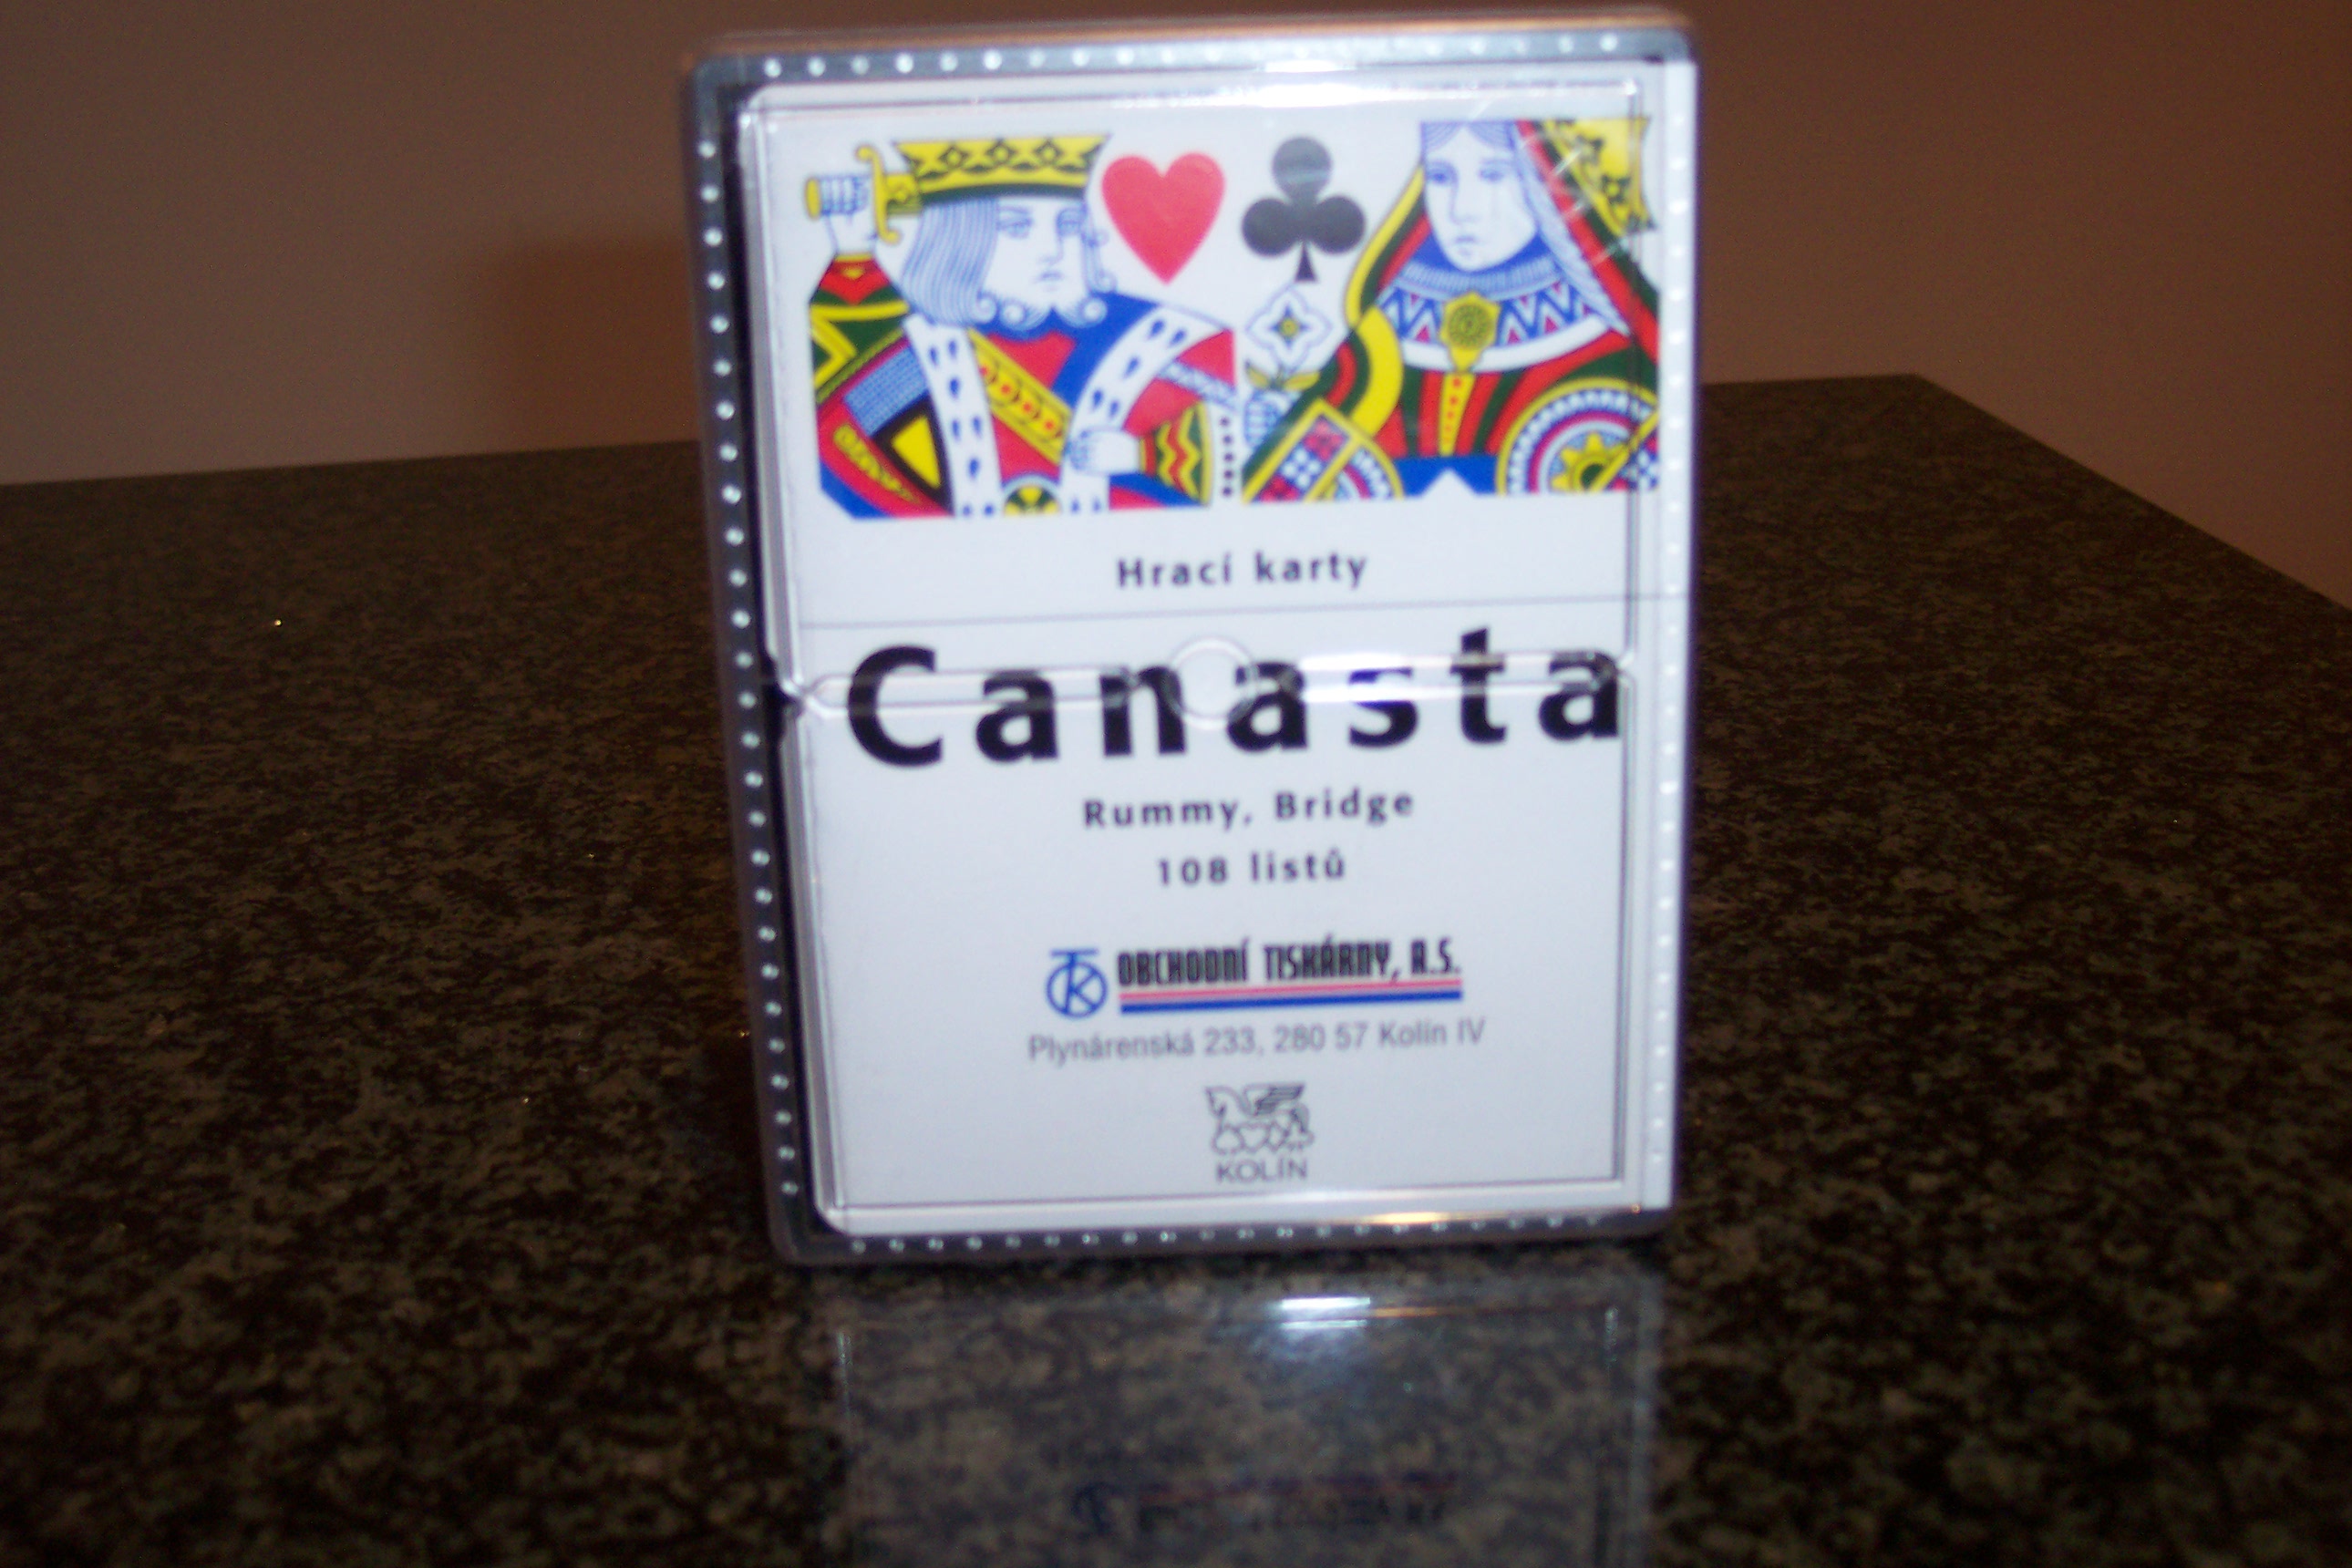 Hrací karty
Canasta
Rummy, Bridge
108 listů
OBCHODNÍ TISKÁRNY, A.S.
Plynárenská 233, 280 57 Kolín IV
KOLÍN